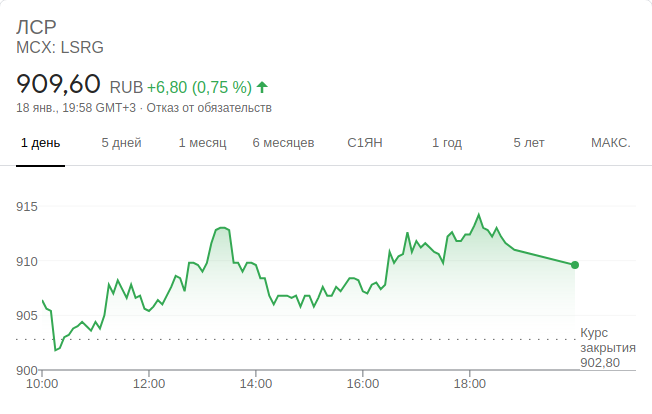 ЛСР
MCX: LSRG
909,60 RUB +6,80 (0,75 %)
18 янв., 19:58 GMT+3 · Отказ от обязательств
1 день 5 дней 1 месяц 6 месяцев С1ЯН 1 год 5 лет МАКС.
915
910
905
900
Курс
закрытия
902,80
10:00 12:00 14:00 16:00 18:00